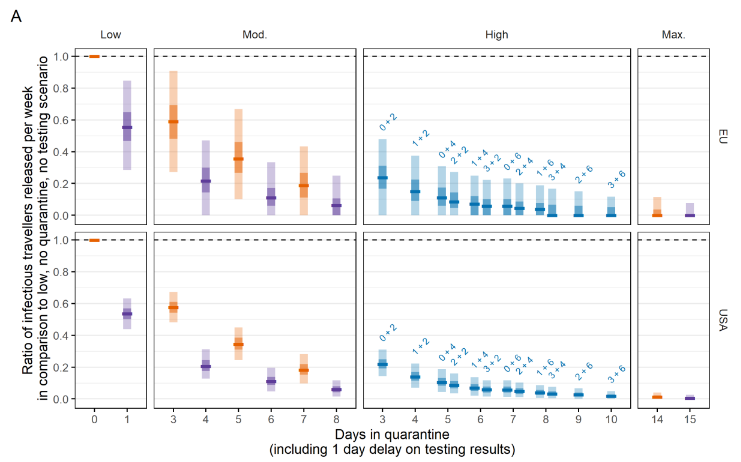 A
Low
Mod.
High
Max.
Ratio of infectious travellers released per week
in comparison to low, no quarantine, no testing scenario
1.0
0.8
0.6
0.4
0.2
0.0
0 + 2
1 + 2
0 + 4
2 + 2
1 + 4
3 + 2
0 + 6
2 + 4
1 + 6
3 + 4
2 + 6
3 + 6
EU
1.0
0.8
0.6
0.4
0.2
0.0
0 + 2
1 + 2
0 + 4
2 + 2
1 + 4
3 + 2
0 + 6
2 + 4
1 + 6
3 + 4
2 + 6
3 + 6
USA
0 1 3 4 5 6 7 8 3 4 5 6 7 8 9 10 14 15
Days in quarantine
(including 1 day delay on testing results)